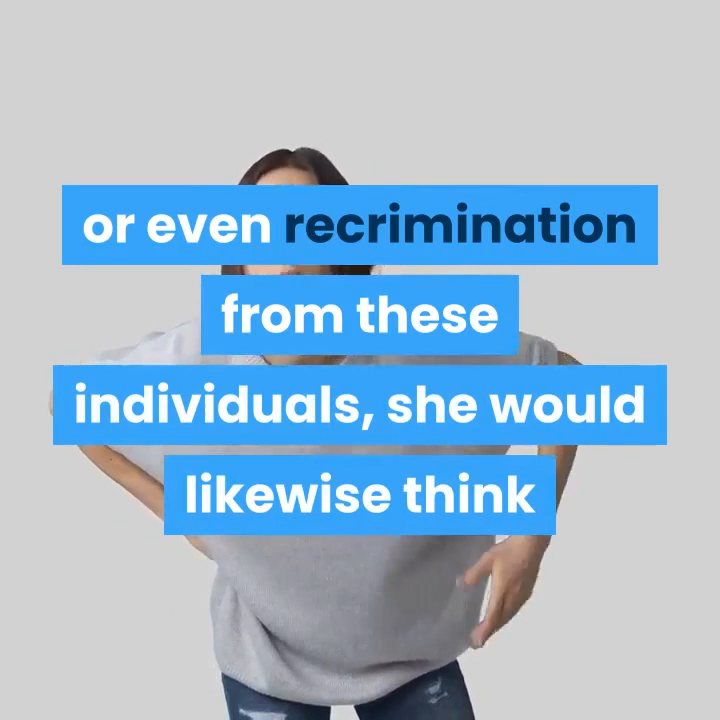 or even recrimination
from these
individuals, she would
likewise think